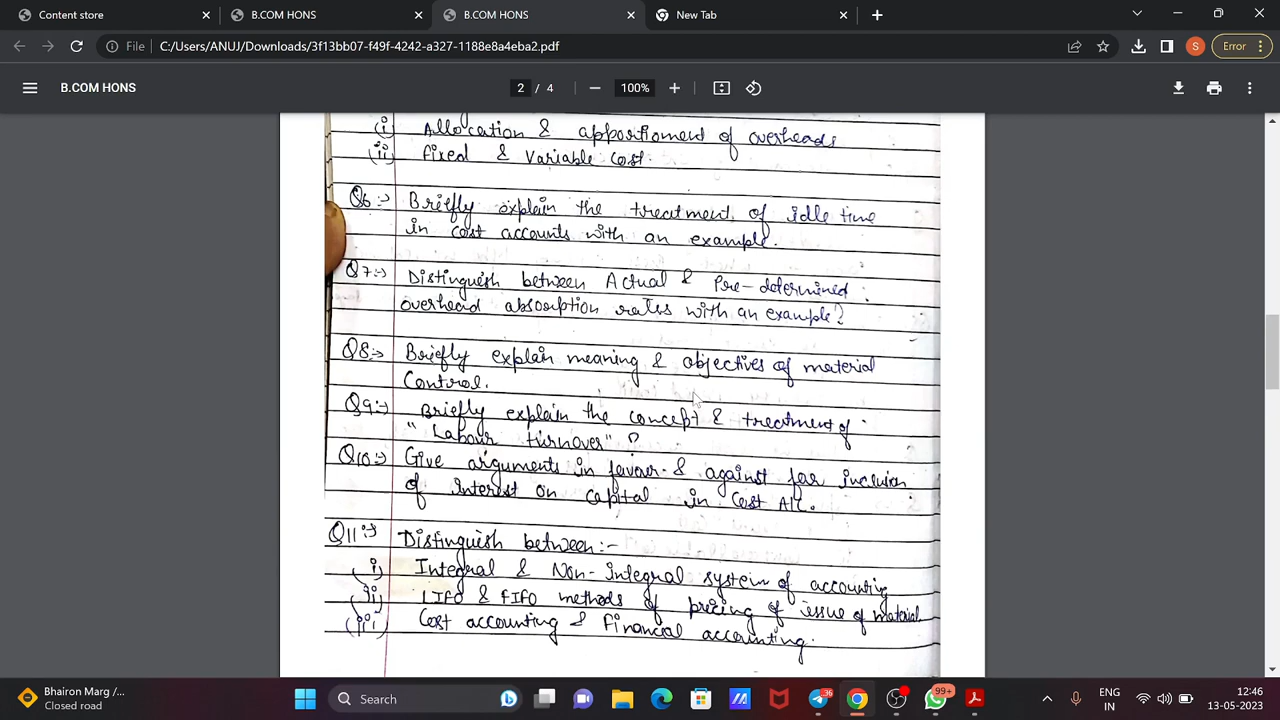 Content store
B.COM HONS
B.COM HONS
New Tab
File
C:/Users/ANUJ/Downloads/3f13bb07-f49f-4242-a327-1188e8a4eba2.pdf
S
Error
B.COM HONS
2 / 4
100%
(i) Allocation & apportioment of overheads
(ii) fixed & Variable cost.
Q6:-> Briefly explain the treatment of idle time
in cost accounts with an example.
Q7:-> Distinguish between Actual & Pre-determined
overhead absorption rates with an example?
Q8:-> Briefly explain meaning & objectives of material
Control.
Q9:-> Briefly explain the concept & treatment of
"Labour turnover" ?
Q10:-> Give arguments in favour & against for inclusion
of interest on capital in Cost A/C.
Q11:-> Distinguish between:-
(i) Integral & Non-Integral system of accounting
(ii) LIFO & FIFO methods of pricing of issue of material
(iii) Cost accounting & Financial accounting.
Bhairon Marg /...
Closed road
Search
36
99+
ENG
IN
12:46
13-05-2023